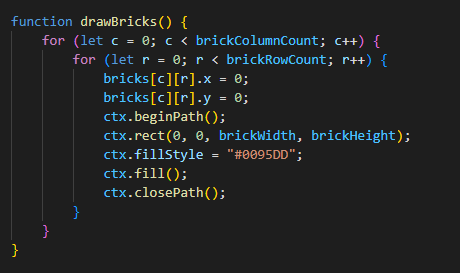 function drawBricks() {
    for (let c = 0; c < brickColumnCount; c++) {
        for (let r = 0; r < brickRowCount; r++) {
            bricks[c][r].x = 0;
            bricks[c][r].y = 0;
            ctx.beginPath();
            ctx.rect(0, 0, brickWidth, brickHeight);
            ctx.fillStyle = "#0095DD";
            ctx.fill();
            ctx.closePath();
        }
    }
}